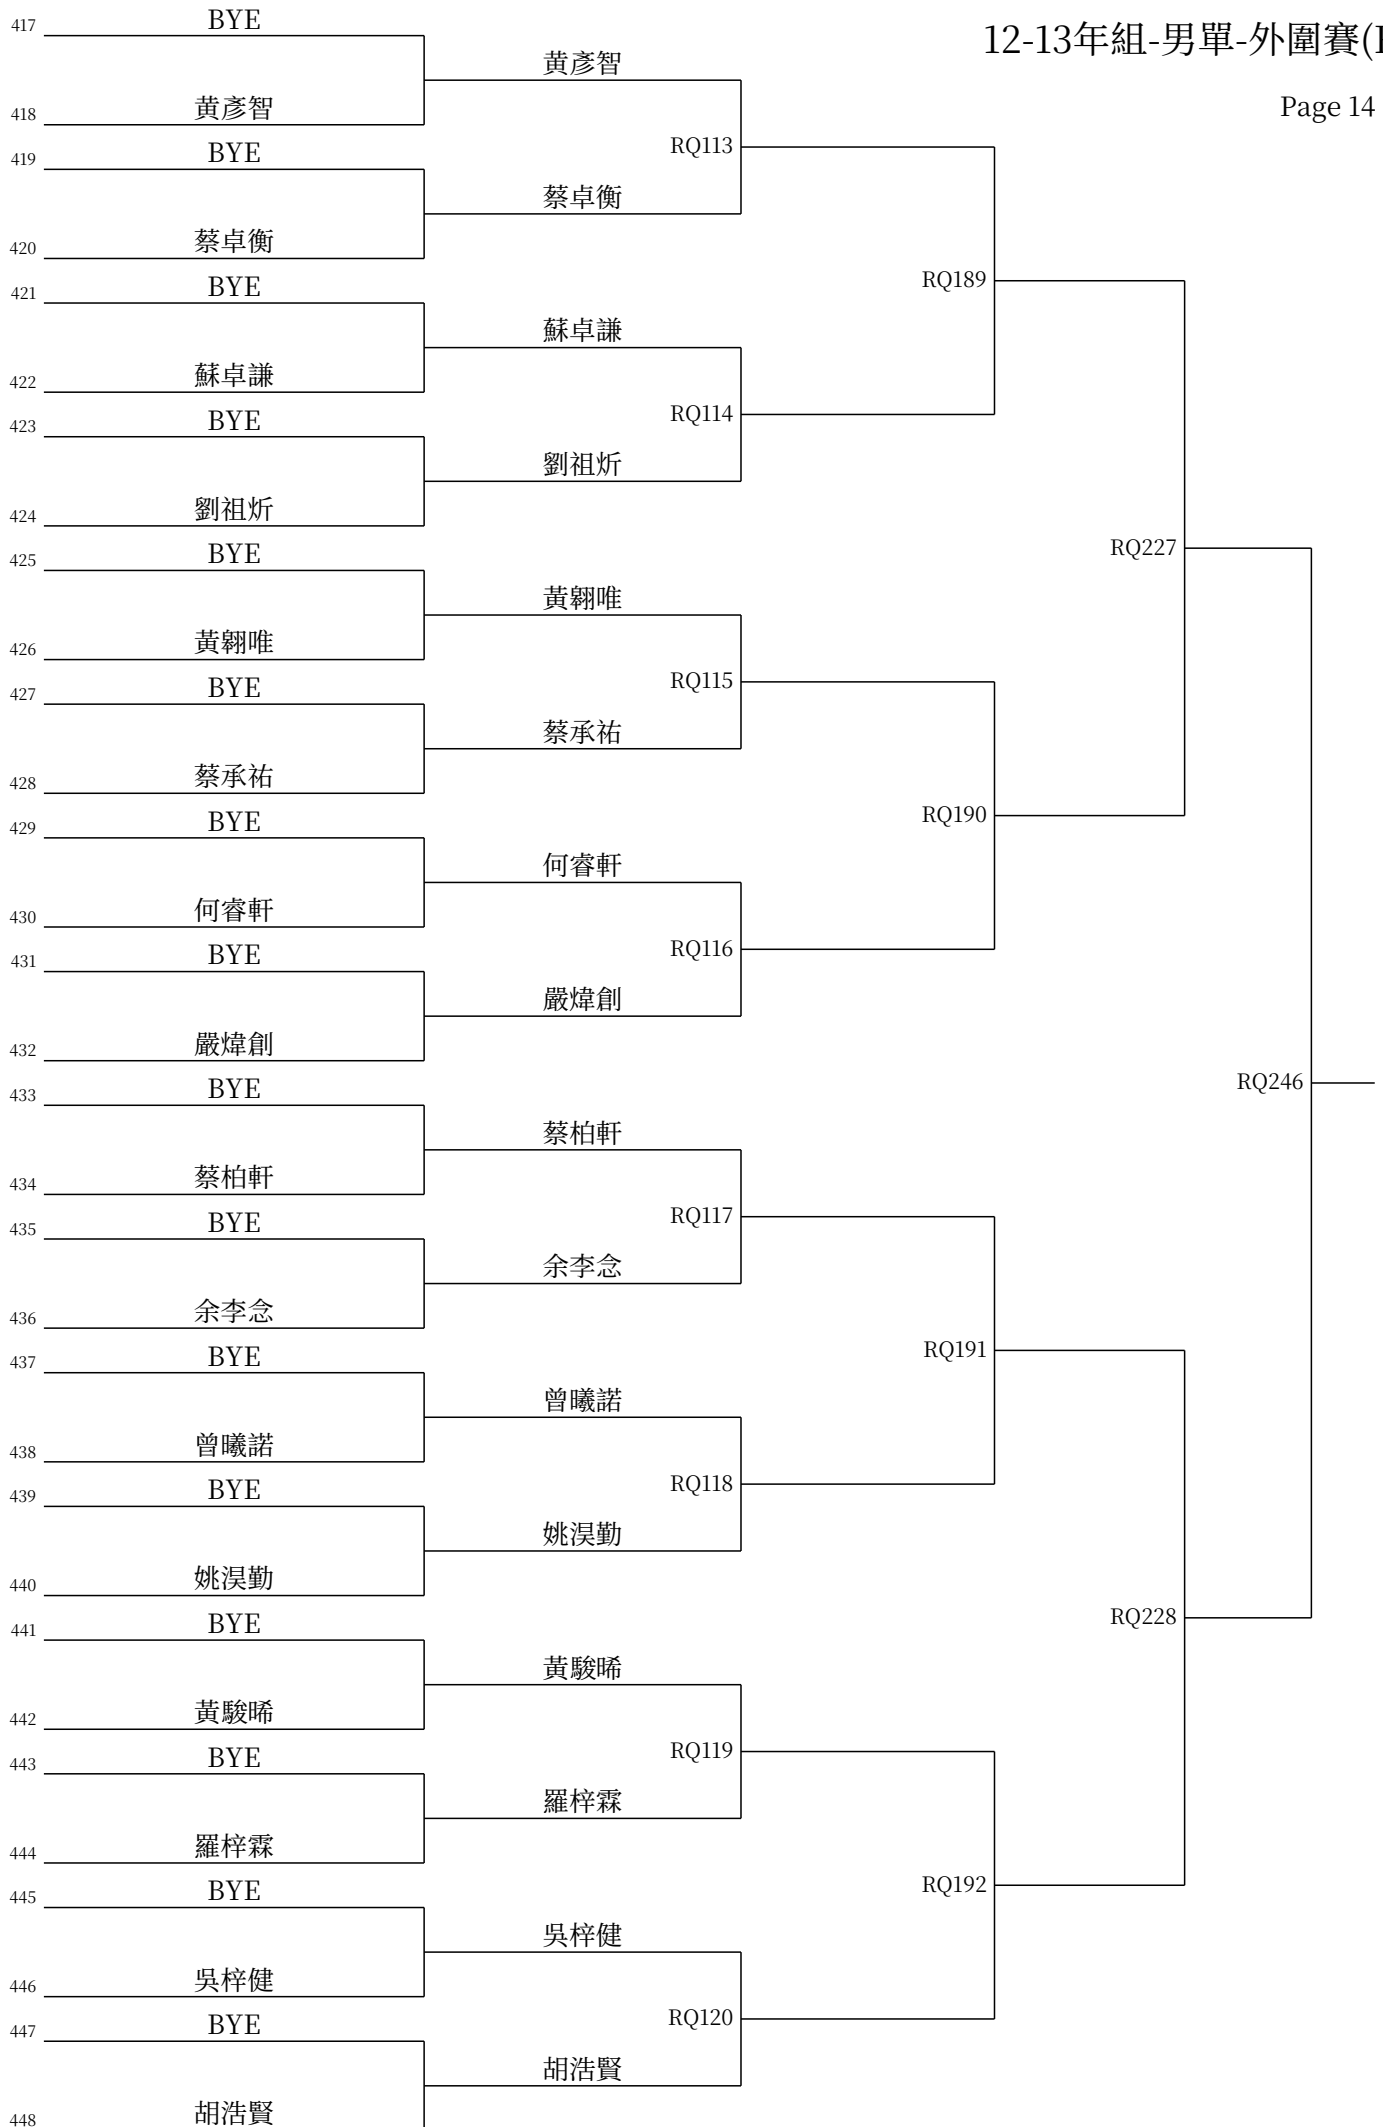 12-13年組-男單-外圍賽(
Page 14
417 BYE
黄彥智
418 黄彥智
RQ113
419 BYE
蔡卓衡
420 蔡卓衡
RQ189
421 BYE
蘇卓謙
422 蘇卓謙
RQ114
423 BYE
劉祖炘
424 劉祖炘
RQ227
425 BYE
黃翱唯
426 黃翱唯
RQ115
427 BYE
蔡承祐
428 蔡承祐
RQ190
429 BYE
何睿軒
430 何睿軒
RQ116
431 BYE
嚴煒創
432 嚴煒創
RQ246
433 BYE
蔡柏軒
434 蔡柏軒
RQ117
435 BYE
余李念
436 余李念
RQ191
437 BYE
曾曦諾
438 曾曦諾
RQ118
439 BYE
姚淏勤
440 姚淏勤
RQ228
441 BYE
黃駿晞
442 黃駿晞
RQ119
443 BYE
羅梓霖
444 羅梓霖
RQ192
445 BYE
吳梓健
446 吳梓健
RQ120
447 BYE
胡浩賢
448 胡浩賢